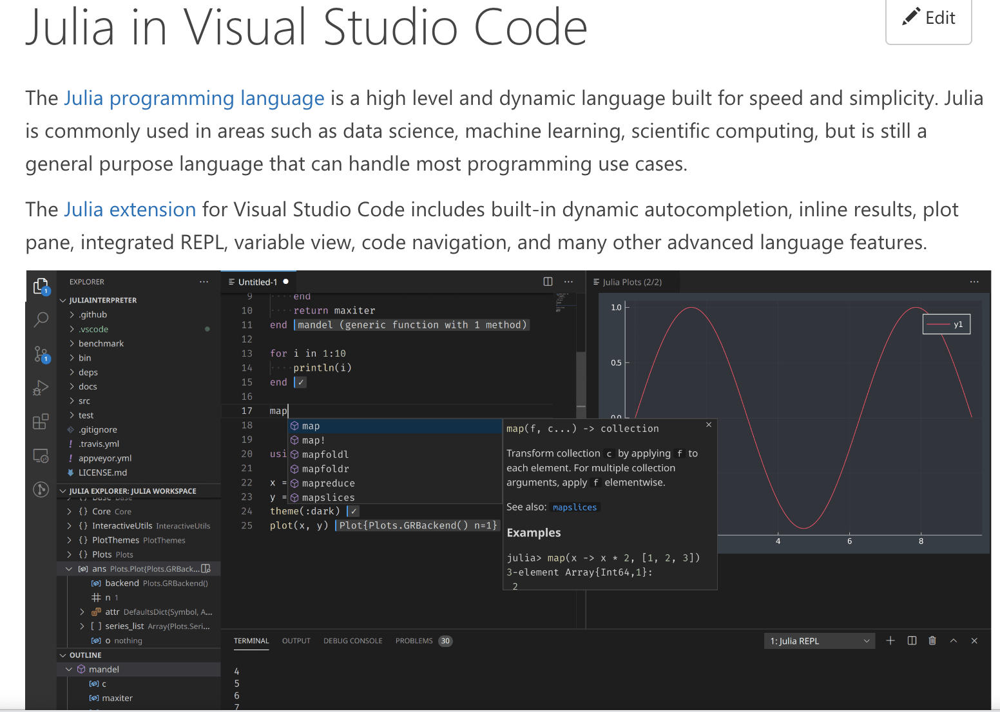 Julia in Visual Studio Code
Edit
The Julia programming language is a high level and dynamic language built for speed and simplicity. Julia
is commonly used in areas such as data science, machine learning, scientific computing, but is still a
general purpose language that can handle most programming use cases.
The Julia extension for Visual Studio Code includes built-in dynamic autocompletion, inline results, plot
pane, integrated REPL, variable view, code navigation, and many other advanced language features.
1
1
EXPLORER
JULIAINTERPRETER
.github
.vscode
benchmark
bin
deps
docs
src
test
.gitignore
! .travis.yml
! appveyor.yml
LICENSE.md
JULIA EXPLORER: JULIA WORKSPACE
{} Base Base
{} Core Core
{} InteractiveUtils InteractiveUtils
{} PlotThemes PlotThemes
{} Plots Plots
ans Plots.Plot{Plots.GRBack...
backend Plots.GRBackend()
n 1
attr DefaultsDict{Symbol, A...
[ ] series_list Array{Plots.Seri...
o nothing
OUTLINE
mandel
c
maxiter
Untitled-1
9 end
10 return maxiter
11 end mandel (generic function with 1 method)
12
13 for i in 1:10
14 println(i)
15 end ✓
16
17 map
18
19
20 usi
21
22 x =
23 y =
24 theme(:dark) ✓
25 plot(x, y) Plot{Plots.GRBackend() n=1}
map
map!
mapfoldl
mapfoldr
mapreduce
mapslices
map(f, c...) -> collection
Transform collection c by applying f to
each element. For multiple collection
arguments, apply f elementwise.
See also: mapslices
Examples
julia> map(x -> x * 2, [1, 2, 3])
3-element Array{Int64,1}:
2
Julia Plots (2/2)
1.0
0.5
0.0
y1
4 6 8
TERMINAL OUTPUT DEBUG CONSOLE PROBLEMS 30
1: Julia REPL
4
5
6
7